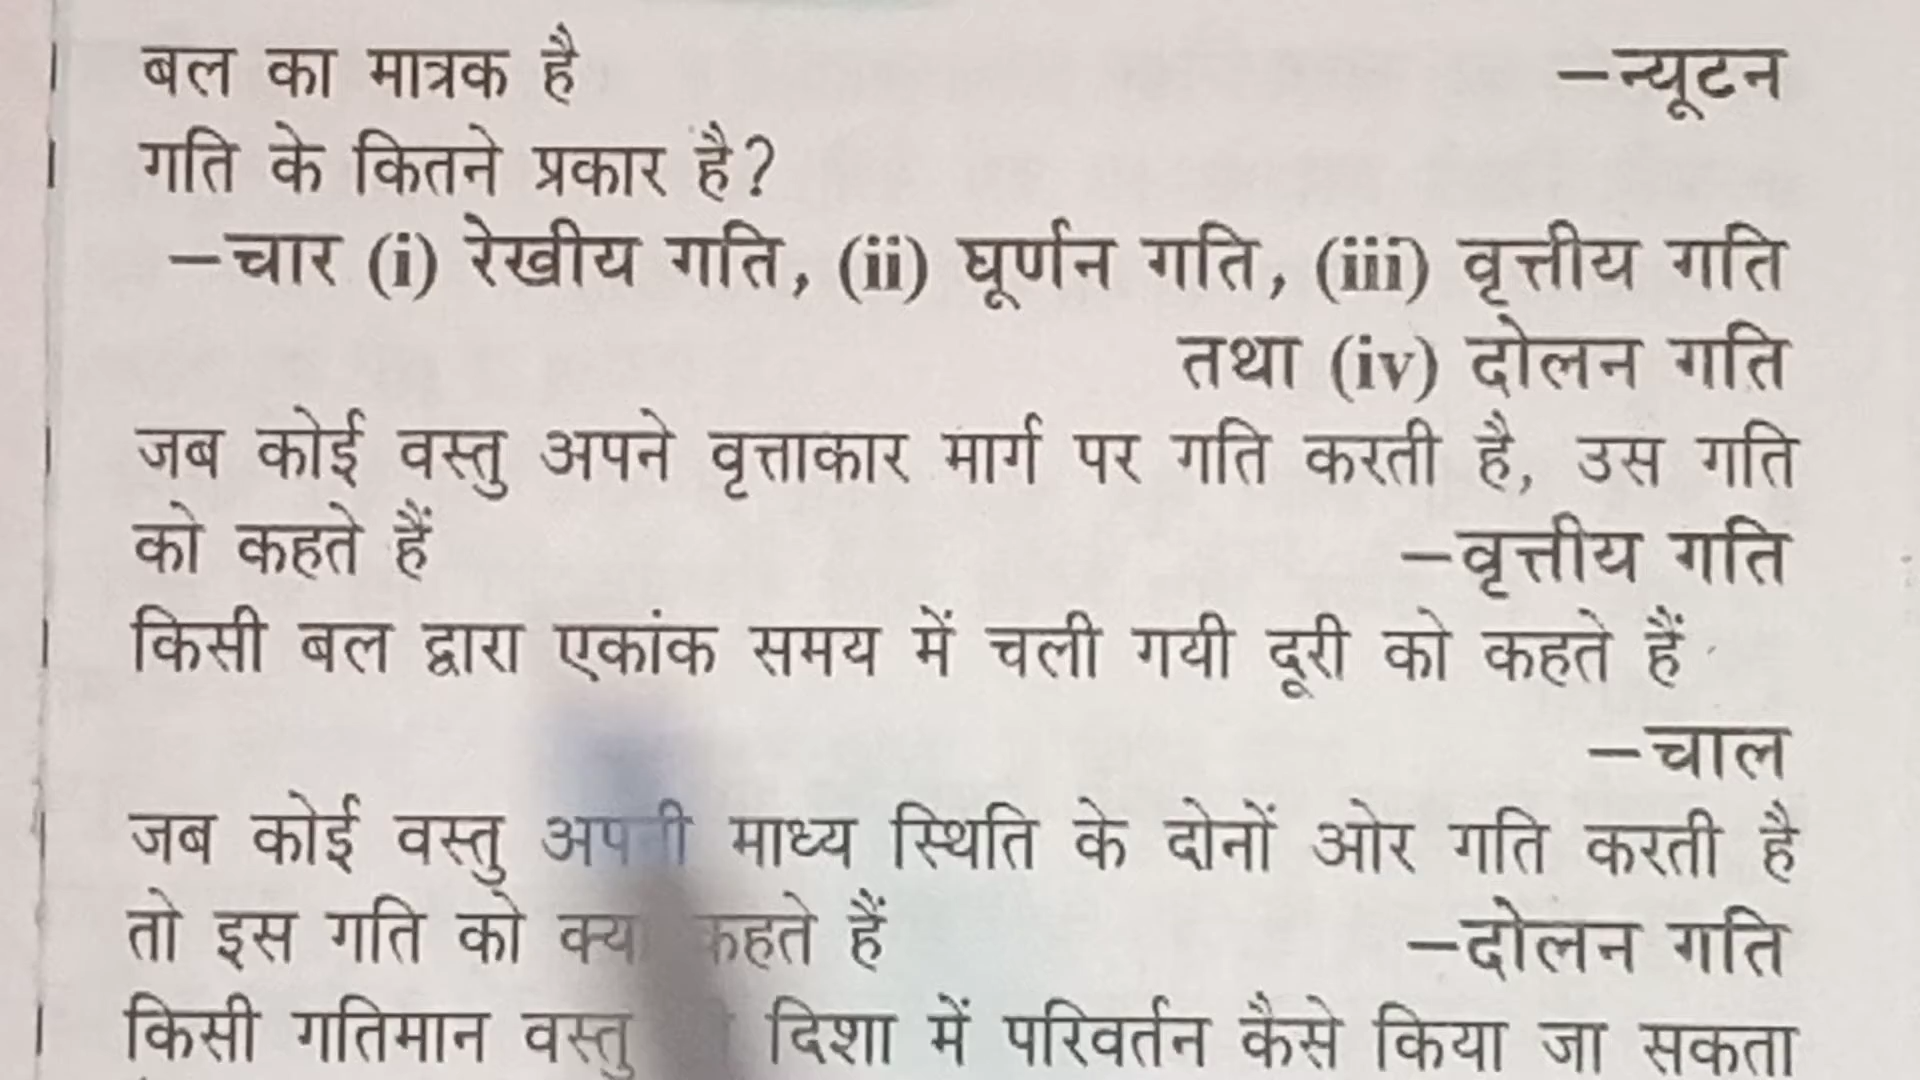 बल का मात्रक है —न्यूटन
गति के कितने प्रकार है?
—चार (i) रेखीय गति, (ii) घूर्णन गति, (iii) वृत्तीय गति
तथा (iv) दोलन गति
जब कोई वस्तु अपने वृत्ताकार मार्ग पर गति करती है, उस गति
को कहते हैं —वृत्तीय गति
किसी बल द्वारा एकांक समय में चली गयी दूरी को कहते हैं
—चाल
जब कोई वस्तु अपनी माध्य स्थिति के दोनों ओर गति करती है
तो इस गति को क्या कहते हैं —दोलन गति
किसी गतिमान वस्तु दिशा में परिवर्तन कैसे किया जा सकता